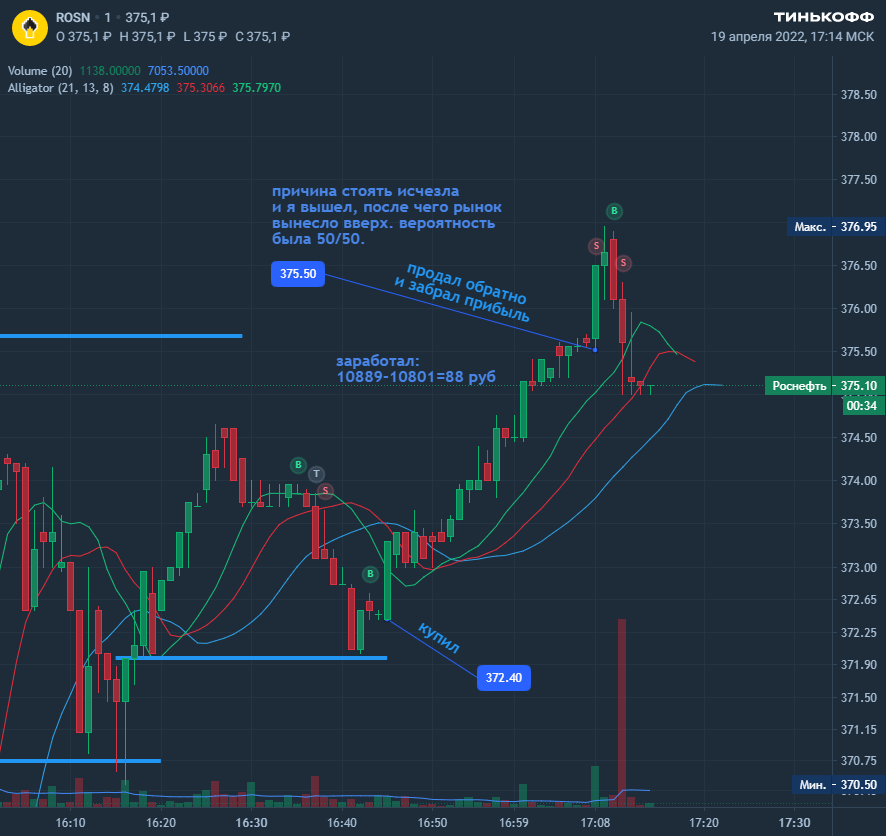 ROSN · 1 · 375,1 ₽
O 375,1 ₽ H 375,1 ₽ L 375 ₽ C 375,1 ₽
ТИНЬКОФФ
19 апреля 2022, 17:14 МСК
Volume (20) 1138.00000 7053.50000
Alligator (21, 13, 8) 374.4798 375.3066 375.7970
причина стоять исчезла
и я вышел, после чего рынок
вынесло вверх. вероятность
была 50/50.
375.50
продал обратно
и забрал прибыль
заработал:
10889-10801=88 руб
B
S
S
B
T
S
B
купил
372.40
378.50
378.00
377.50
Макс. 376.95
376.50
376.00
375.50
Роснефть 375.10
00:34
374.50
374.00
373.50
373.00
372.65
372.25
371.90
371.50
371.15
370.75
Мин. 370.50
16:10 16:20 16:30 16:40 16:50 16:59 17:08 17:20 17:30